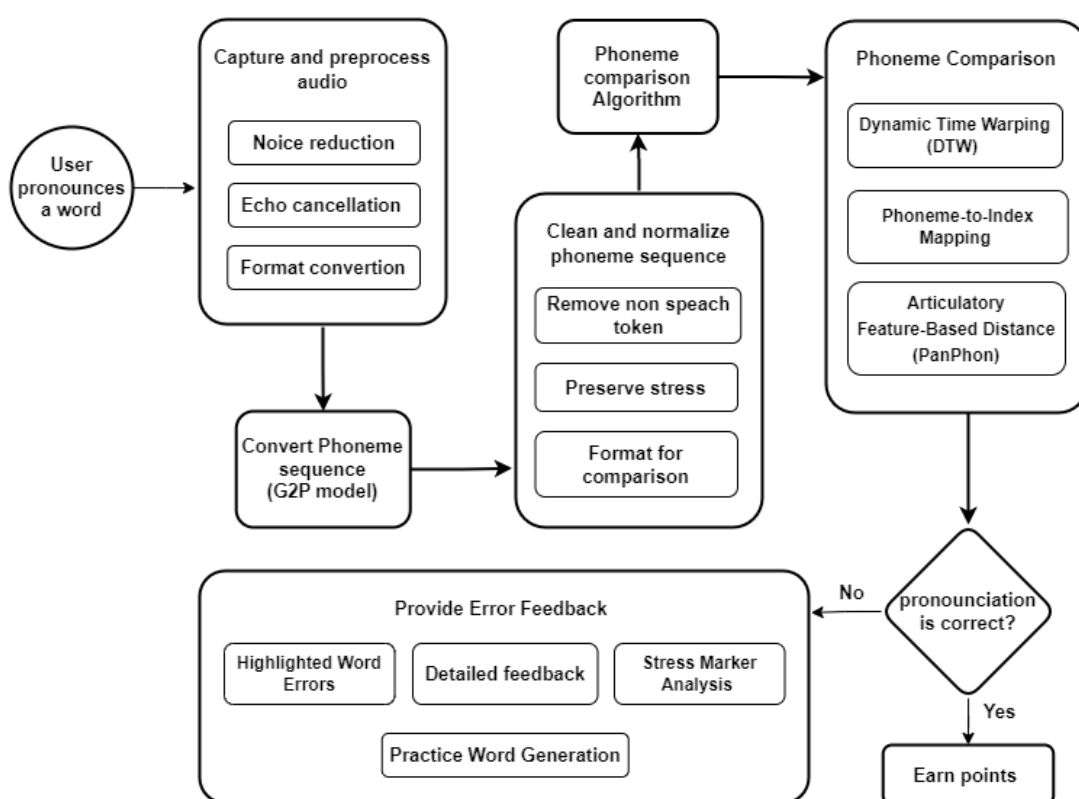 User
pronounces
a word
Capture and preprocess
audio
Noice reduction
Echo cancellation
Format convertion
Convert Phoneme
sequence
(G2P model)
Clean and normalize
phoneme sequence
Remove non speach
token
Preserve stress
Format for
comparison
Phoneme
comparison
Algorithm
Phoneme Comparison
Dynamic Time Warping
(DTW)
Phoneme-to-Index
Mapping
Articulatory
Feature-Based Distance
(PanPhon)
pronounciation
is correct?
No
Yes
Provide Error Feedback
Highlighted Word
Errors
Detailed feedback
Stress Marker
Analysis
Practice Word Generation
Earn points